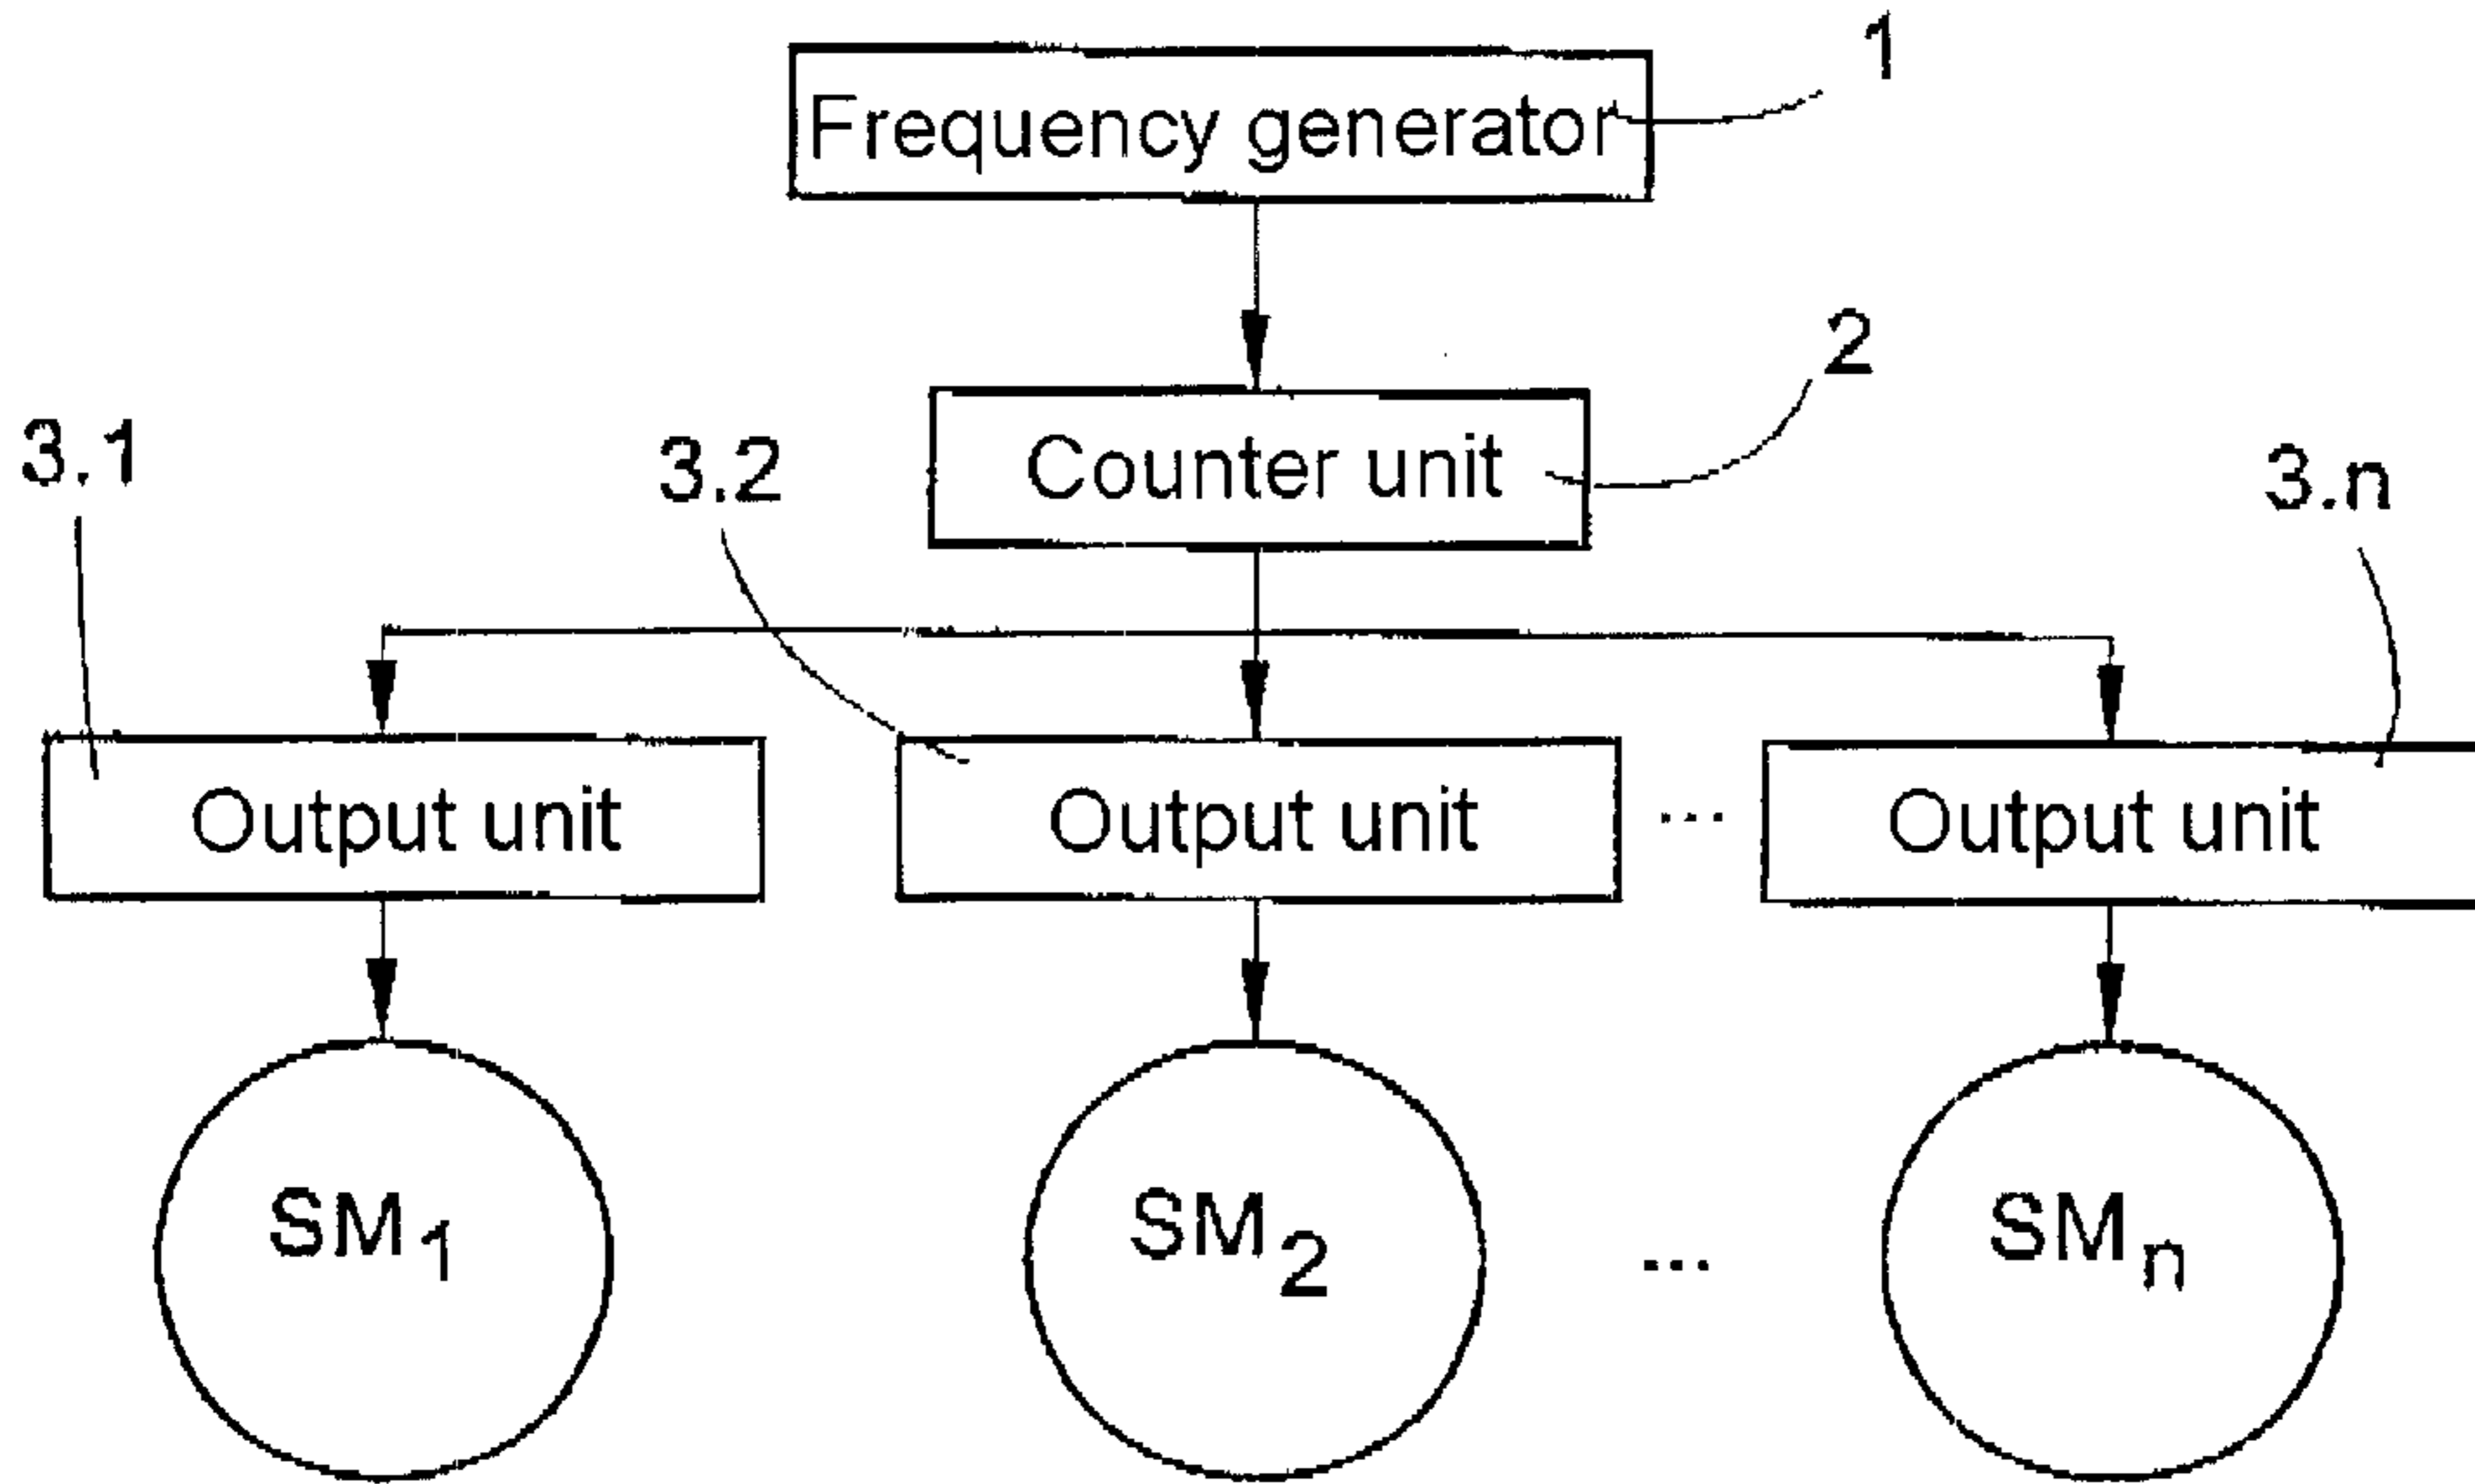 1
Frequency generator
2
3.1
3.2
Counter unit
3.n
Output unit
Output unit
...
Output unit
SM1
SM2
...
SMn